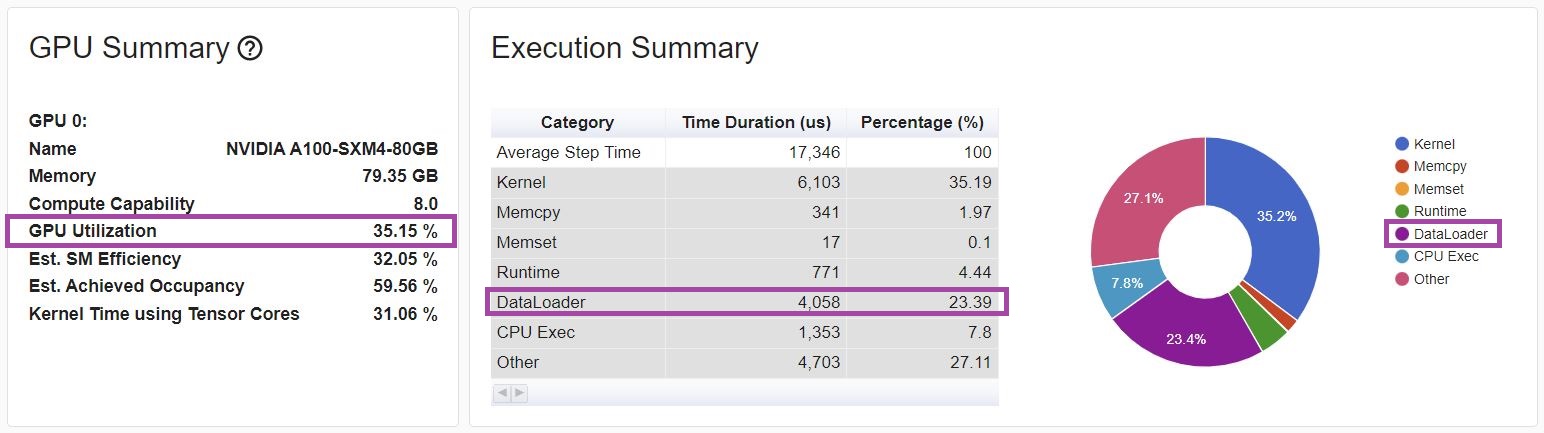 GPU Summary ?
GPU 0:
Name NVIDIA A100-SXM4-80GB
Memory 79.35 GB
Compute Capability 8.0
GPU Utilization 35.15 %
Est. SM Efficiency 32.05 %
Est. Achieved Occupancy 59.56 %
Kernel Time using Tensor Cores 31.06 %
Execution Summary
Category Time Duration (us) Percentage (%)
Average Step Time 17,346 100
Kernel 6,103 35.19
Memcpy 341 1.97
Memset 17 0.1
Runtime 771 4.44
DataLoader 4,058 23.39
CPU Exec 1,353 7.8
Other 4,703 27.11
27.1%
35.2%
7.8%
23.4%
Kernel
Memcpy
Memset
Runtime
DataLoader
CPU Exec
Other